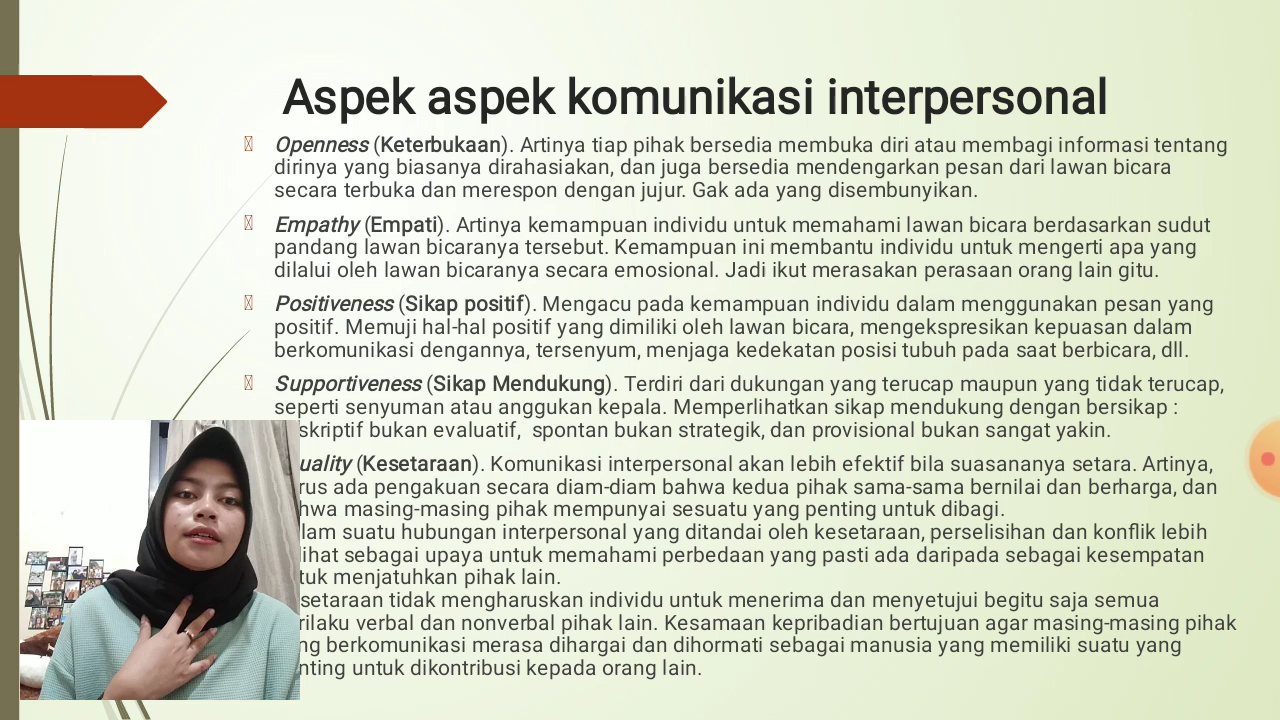 Aspek aspek komunikasi interpersonal
Openness (Keterbukaan). Artinya tiap pihak bersedia membuka diri atau membagi informasi tentang
dirinya yang biasanya dirahasiakan, dan juga bersedia mendengarkan pesan dari lawan bicara
secara terbuka dan merespon dengan jujur. Gak ada yang disembunyikan.
Empathy (Empati). Artinya kemampuan individu untuk memahami lawan bicara berdasarkan sudut
pandang lawan bicaranya tersebut. Kemampuan ini membantu individu untuk mengerti apa yang
dilalui oleh lawan bicaranya secara emosional. Jadi ikut merasakan perasaan orang lain gitu.
Positiveness (Sikap positif). Mengacu pada kemampuan individu dalam menggunakan pesan yang
positif. Memuji hal-hal positif yang dimiliki oleh lawan bicara, mengekspresikan kepuasan dalam
berkomunikasi dengannya, tersenyum, menjaga kedekatan posisi tubuh pada saat berbicara, dll.
Supportiveness (Sikap Mendukung). Terdiri dari dukungan yang terucap maupun yang tidak terucap,
seperti senyuman atau anggukan kepala. Memperlihatkan sikap mendukung dengan bersikap :
skriptif bukan evaluatif, spontan bukan strategik, dan provisional bukan sangat yakin.
uality (Kesetaraan). Komunikasi interpersonal akan lebih efektif bila suasananya setara. Artinya,
rus ada pengakuan secara diam-diam bahwa kedua pihak sama-sama bernilai dan berharga, dan
hwa masing-masing pihak mempunyai sesuatu yang penting untuk dibagi.
lam suatu hubungan interpersonal yang ditandai oleh kesetaraan, perselisihan dan konflik lebih
lihat sebagai upaya untuk memahami perbedaan yang pasti ada daripada sebagai kesempatan
tuk menjatuhkan pihak lain.
setaraan tidak mengharuskan individu untuk menerima dan menyetujui begitu saja semua
rilaku verbal dan nonverbal pihak lain. Kesamaan kepribadian bertujuan agar masing-masing pihak
ng berkomunikasi merasa dihargai dan dihormati sebagai manusia yang memiliki suatu yang
nting untuk dikontribusi kepada orang lain.